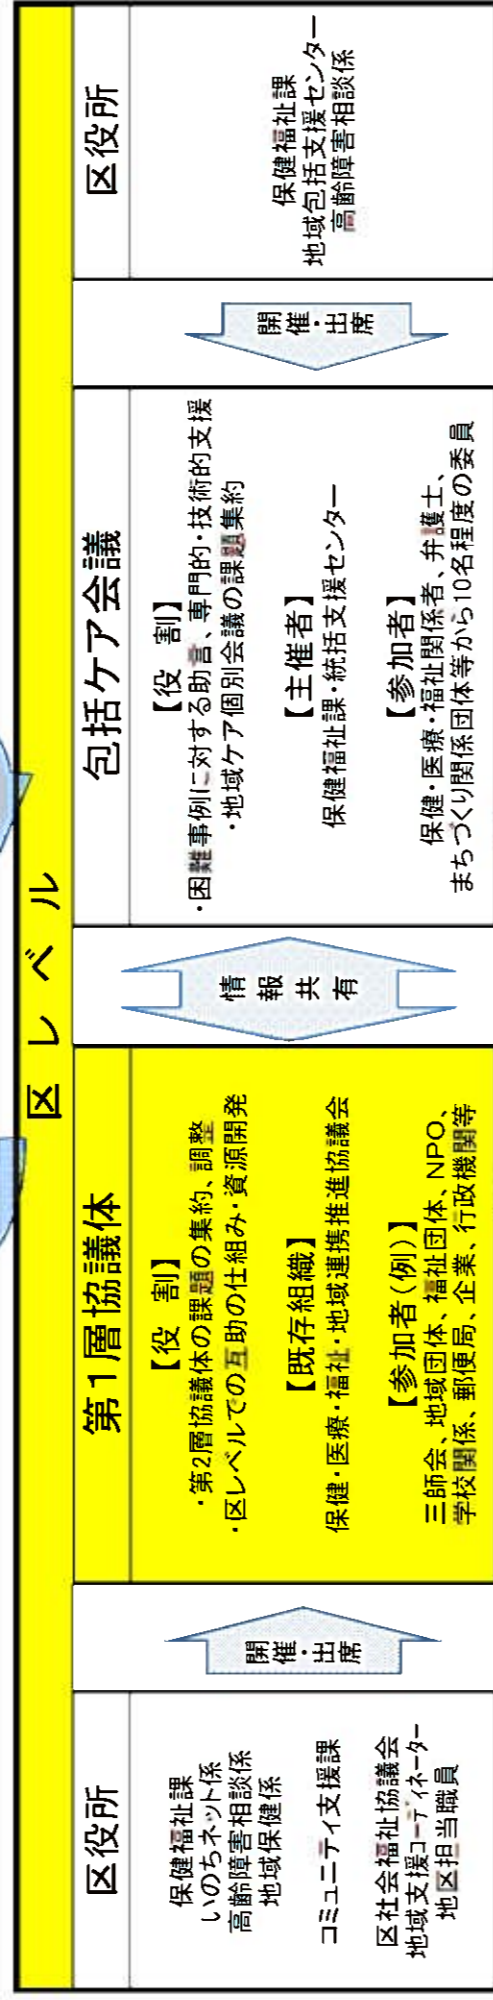 区レベル
区役所
保健福祉課
いのちネット係
高齢障害相談係
地域保健係
コミュニティ支援課
区社会福祉協議会
地域支援コーディネーター
地区担当職員
開催・出席
第1層協議体
【役 割】
・第2層協議体の課題の集約、調整
・区レベルでの互助の仕組み・資源開発
【既存組織】
保健・医療・福祉・地域連携推進協議会
【参加者(例)】
三師会、地域団体、福祉団体、NPO、
学校関係、郵便局、企業、行政機関等
情報共有
包括ケア会議
【役 割】
・困難事例に対する助言、専門的・技術的支援
・地域ケア個別会議の課題集約
【主催者】
保健福祉課・統括支援センター
【参加者】
保健・医療・福祉関係者、弁護士、
まちづくり関係団体等から10名程度の委員
開催・出席
区役所
保健福祉課
地域包括支援センター
高齢障害相談係